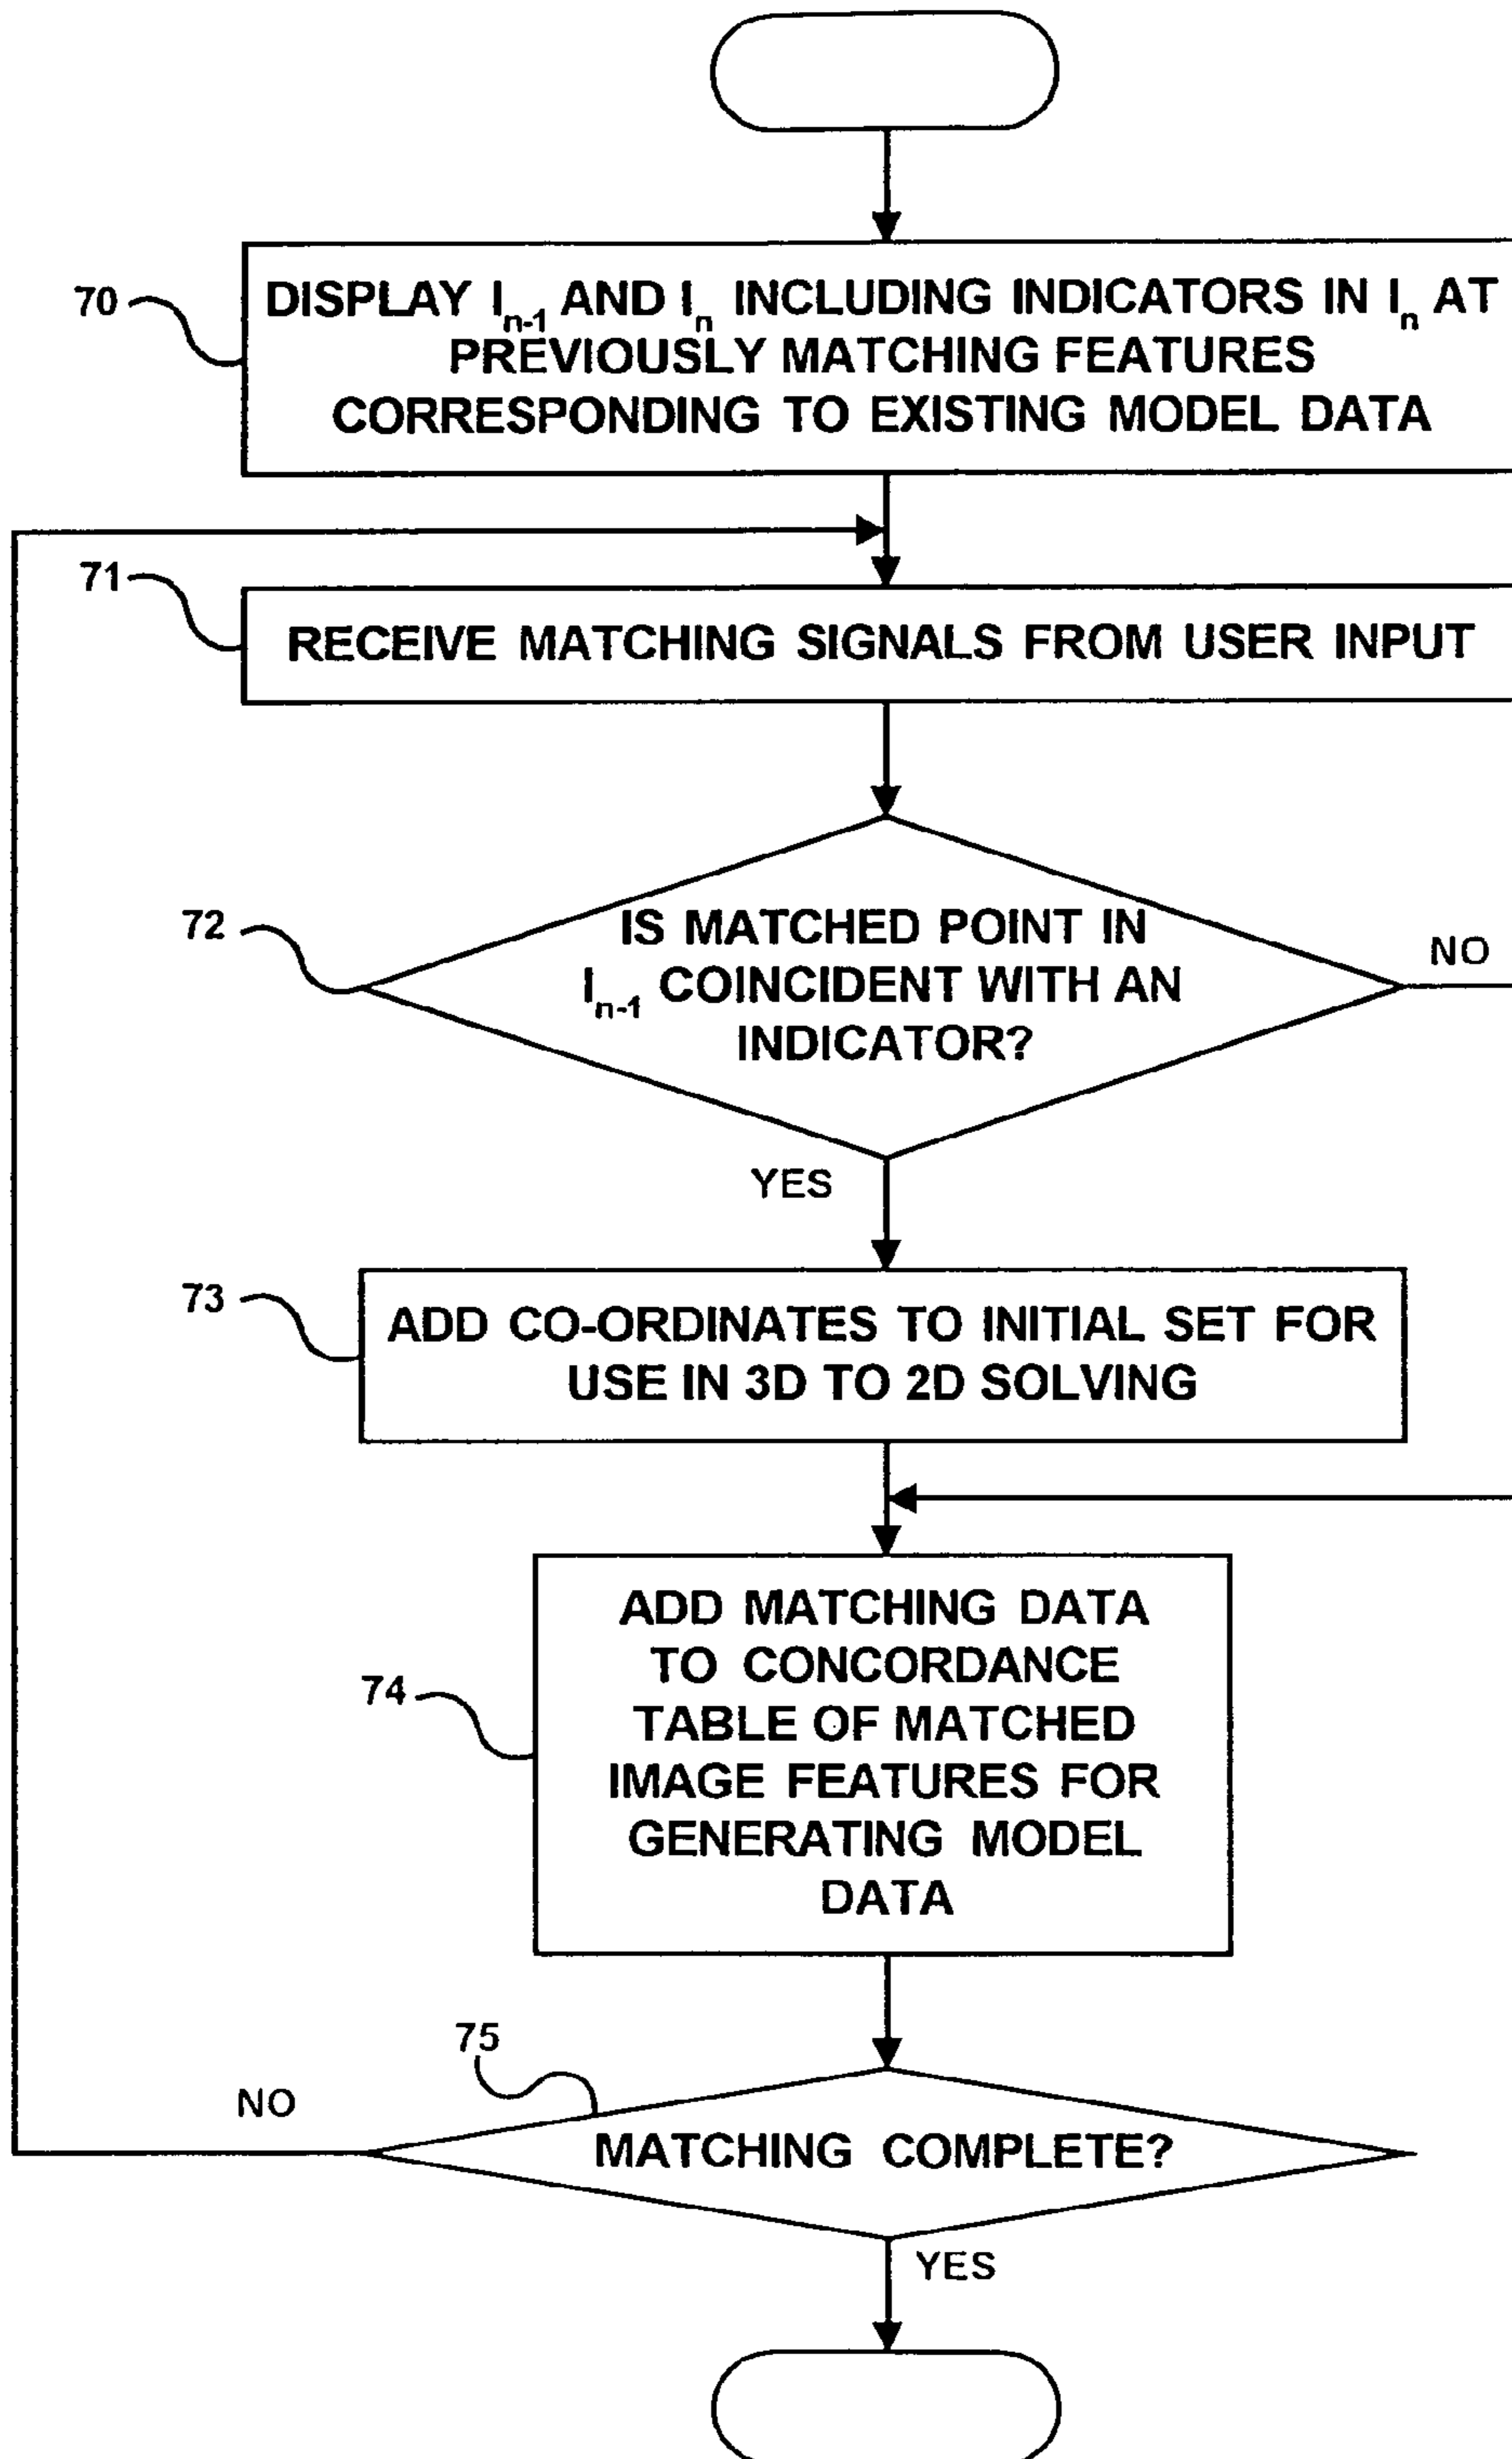 70
DISPLAY Iₙ₋₁ AND Iₙ INCLUDING INDICATORS IN Iₙ AT
PREVIOUSLY MATCHING FEATURES
CORRESPONDING TO EXISTING MODEL DATA
71
RECEIVE MATCHING SIGNALS FROM USER INPUT
72
IS MATCHED POINT IN
Iₙ₋₁ COINCIDENT WITH AN
INDICATOR?
NO
YES
73
ADD CO-ORDINATES TO INITIAL SET FOR
USE IN 3D TO 2D SOLVING
74
ADD MATCHING DATA
TO CONCORDANCE
TABLE OF MATCHED
IMAGE FEATURES FOR
GENERATING MODEL
DATA
75
NO
MATCHING COMPLETE?
YES